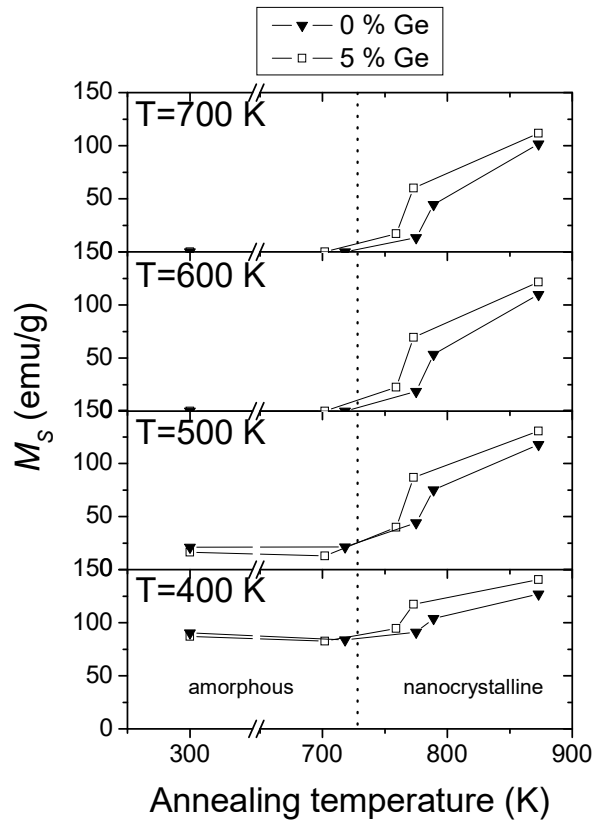 0 % Ge
5 % Ge
150
T=700 K
100
50
150
T=600 K
100
50
150
T=500 K
100
50
150
T=400 K
100
50
0
amorphous
nanocrystalline
300
700
800
900
M_S (emu/g)
Annealing temperature (K)